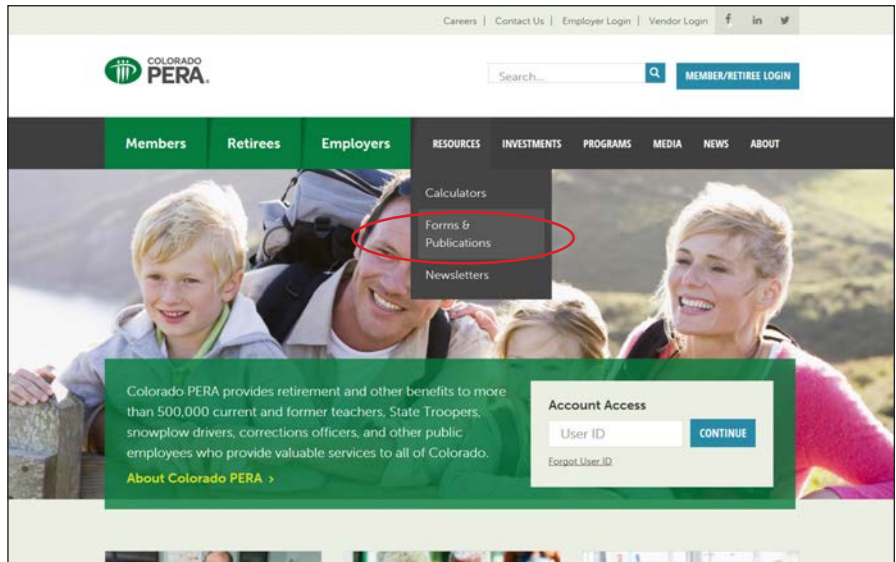 Careers | Contact Us | Employer Login | Vendor Login f in
COLORADO
PERA®
Search...
MEMBER/RETIREE LOGIN
Members Retirees Employers RESOURCES INVESTMENTS PROGRAMS MEDIA NEWS ABOUT
Calculators
Forms &
Publications
Newsletters
Colorado PERA provides retirement and other benefits to more
than 500,000 current and former teachers, State Troopers,
snowplow drivers, corrections officers, and other public
employees who provide valuable services to all of Colorado.
About Colorado PERA >
Account Access
User ID CONTINUE
Forgot User ID